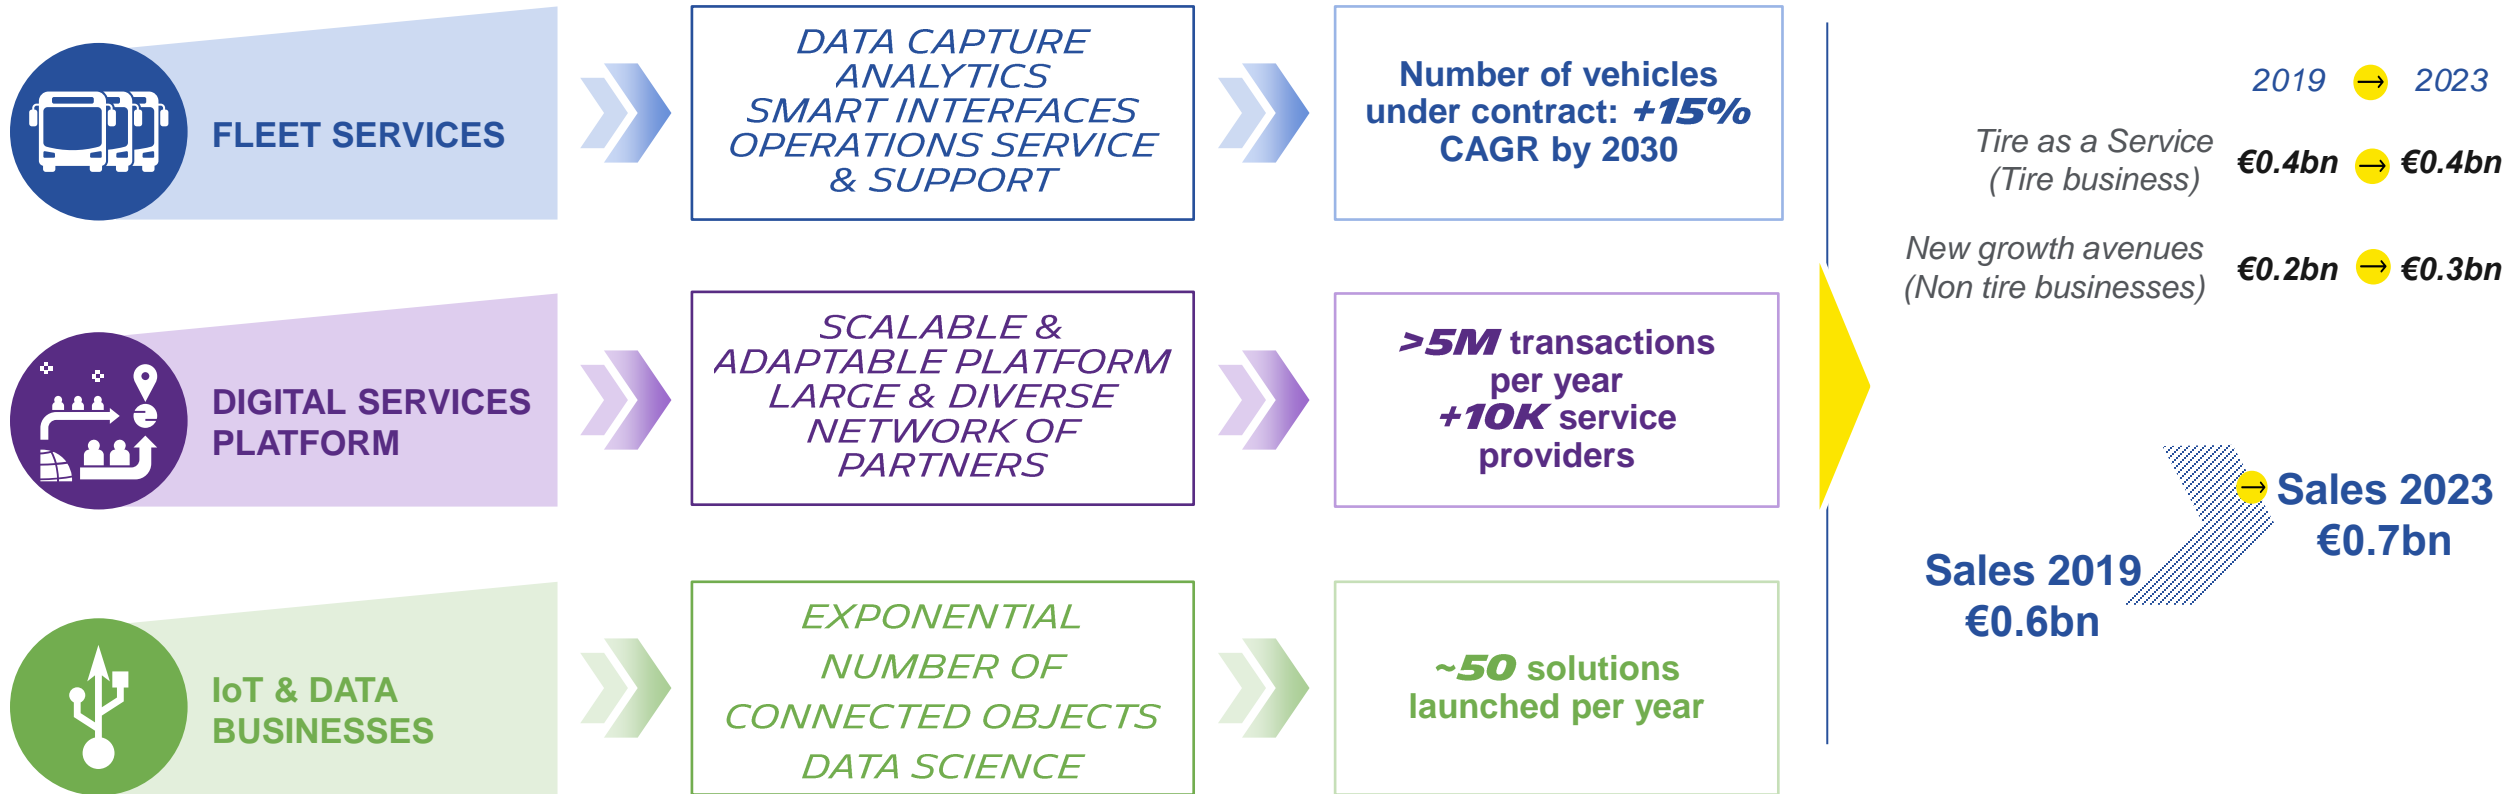 FLEET SERVICES
DATA CAPTURE
ANALYTICS
SMART INTERFACES
OPERATIONS SERVICE
& SUPPORT
Number of vehicles
under contract: +15%
CAGR by 2030
DIGITAL SERVICES
PLATFORM
SCALABLE &
ADAPTABLE PLATFORM
LARGE & DIVERSE
NETWORK OF
PARTNERS
>5M transactions
per year
+10K service
providers
IoT & DATA
BUSINESSES
EXPONENTIAL
NUMBER OF
CONNECTED OBJECTS
DATA SCIENCE
~50 solutions
launched per year
2019 → 2023
Tire as a Service
(Tire business)
€0.4bn → €0.4bn
New growth avenues
(Non tire businesses)
€0.2bn → €0.3bn
→ Sales 2023
€0.7bn
Sales 2019
€0.6bn